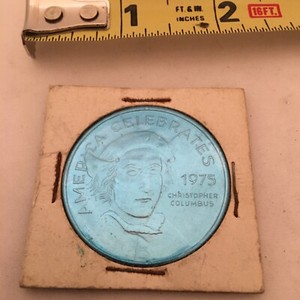 1
FT. & IN.
INCHES
2
16FT.
AMERICA CELEBRATES
1975
CHRISTOPHER
COLUMBUS